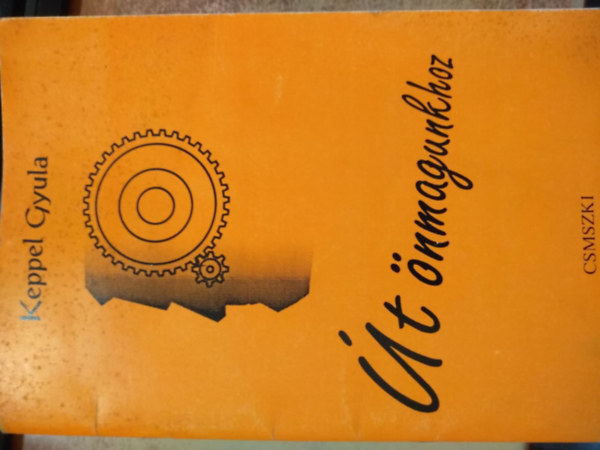 Keppel Gyula
Út önmagunkhoz
CSMSZKI